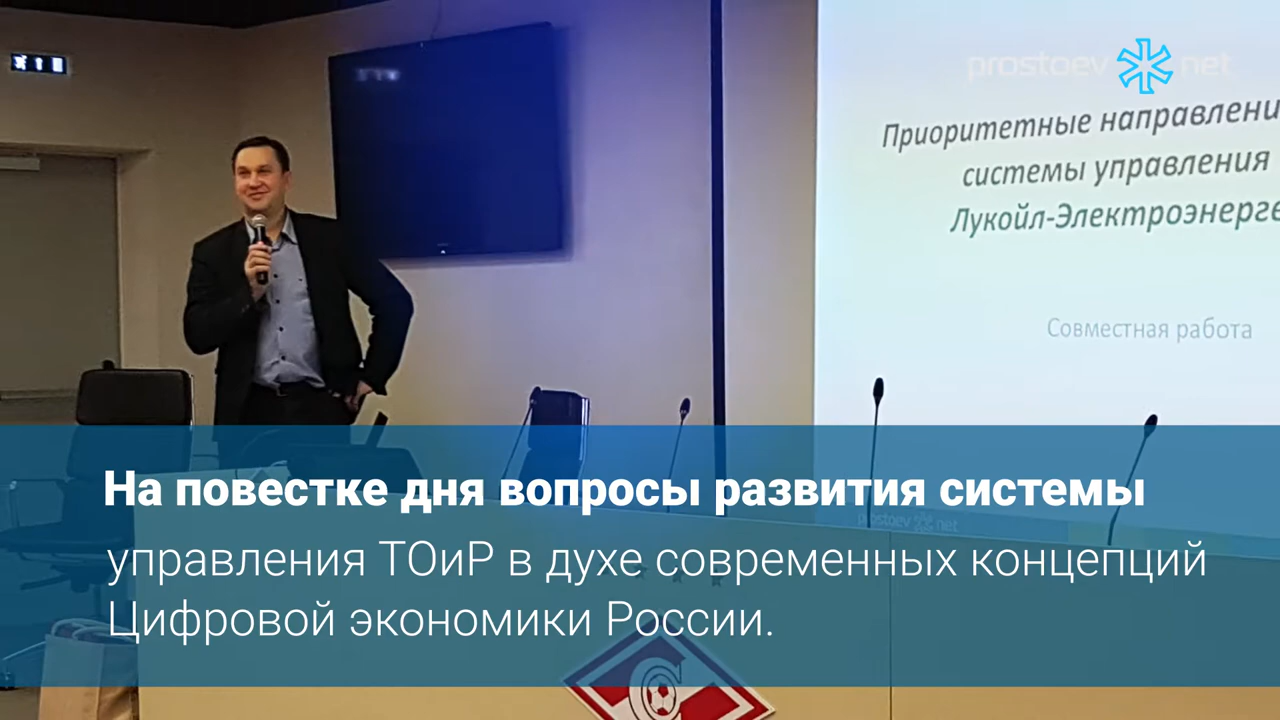 prostoev net
Приоритетные направлени
системы управления
Лукойл-Электроэнерге
Совместная работа
На повестке дня вопросы развития системы
управления ТОиР в духе современных концепций
Цифровой экономики России.
prostoev net